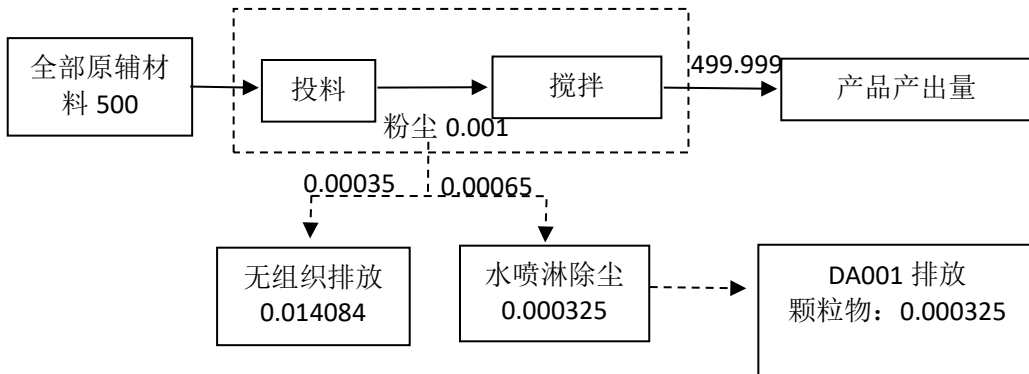 全部原辅材
料 500
投料
搅拌
499.999
产品产出量
粉尘 0.001
0.00035
0.00065
无组织排放
0.014084
水喷淋除尘
0.000325
DA001 排放
颗粒物：0.000325